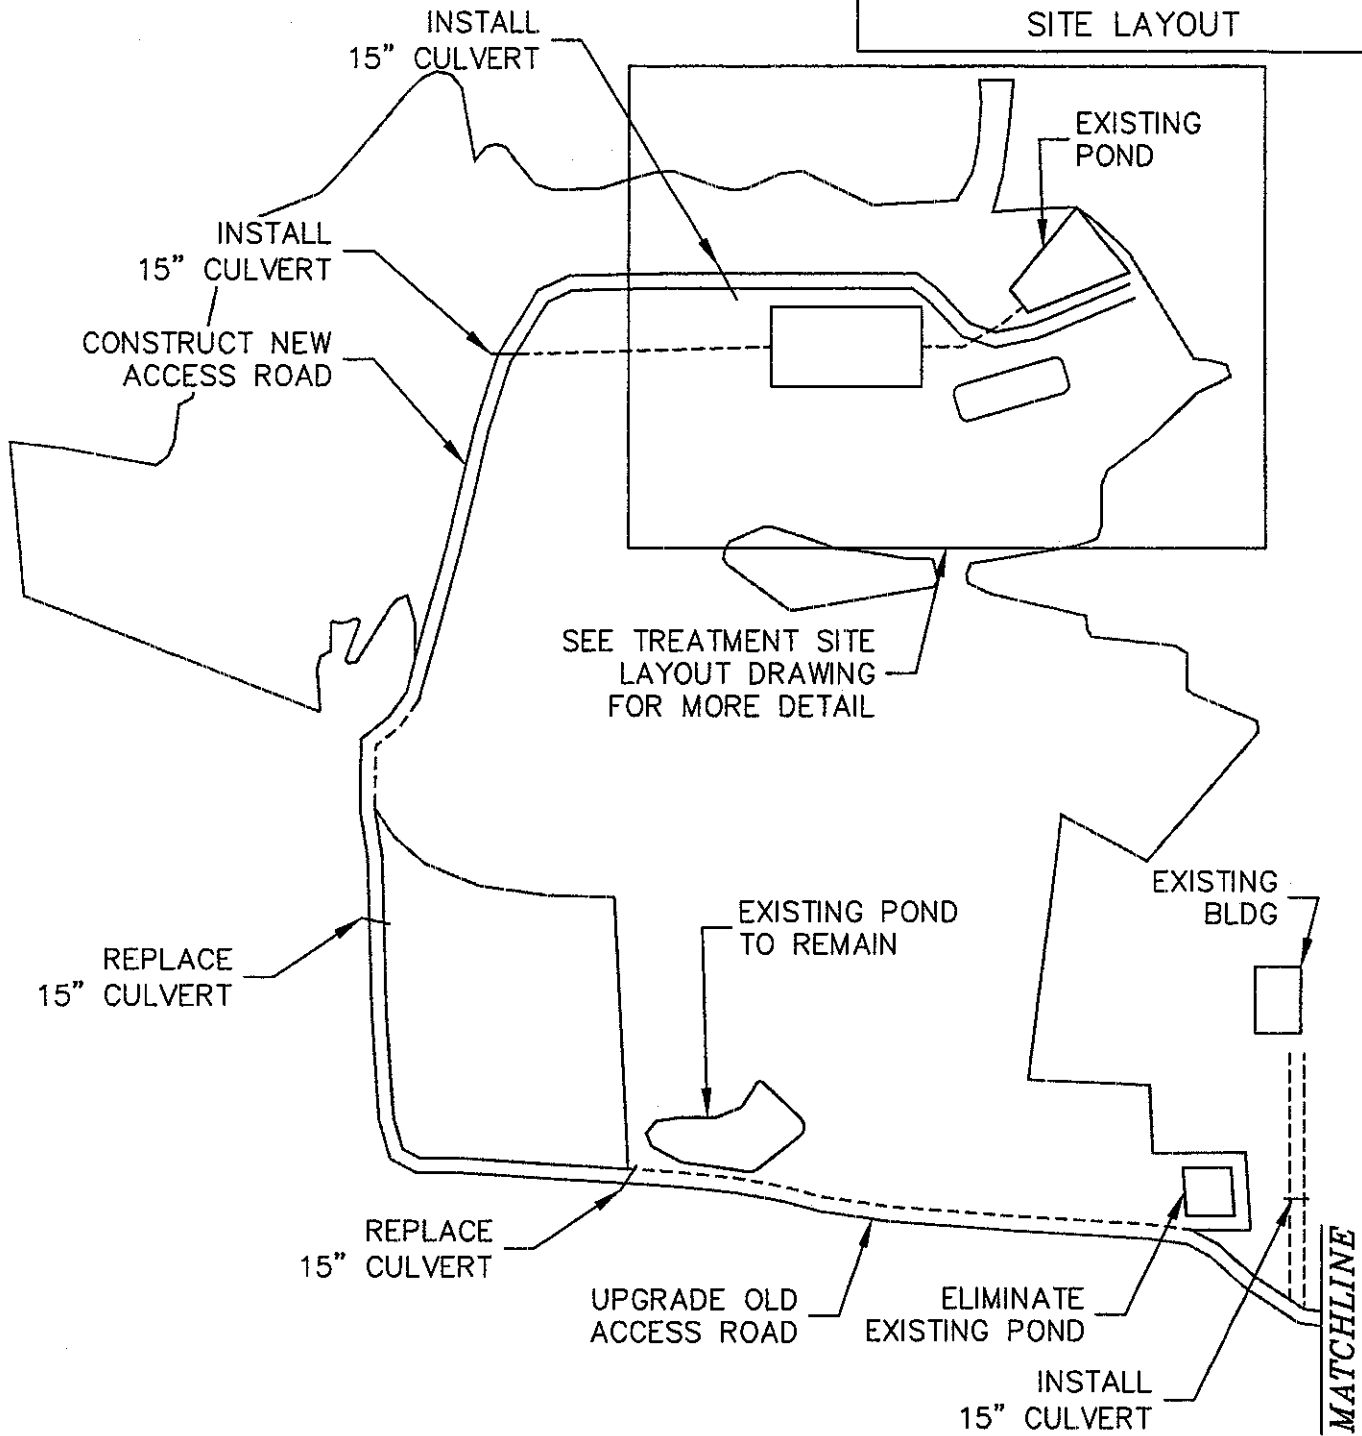 SITE LAYOUT
INSTALL
15” CULVERT
EXISTING
POND
INSTALL
15” CULVERT
CONSTRUCT NEW
ACCESS ROAD
SEE TREATMENT SITE
LAYOUT DRAWING
FOR MORE DETAIL
EXISTING
BLDG
EXISTING POND
TO REMAIN
REPLACE
15” CULVERT
REPLACE
15” CULVERT
UPGRADE OLD
ACCESS ROAD
ELIMINATE
EXISTING POND
INSTALL
15” CULVERT
MATCHLINE